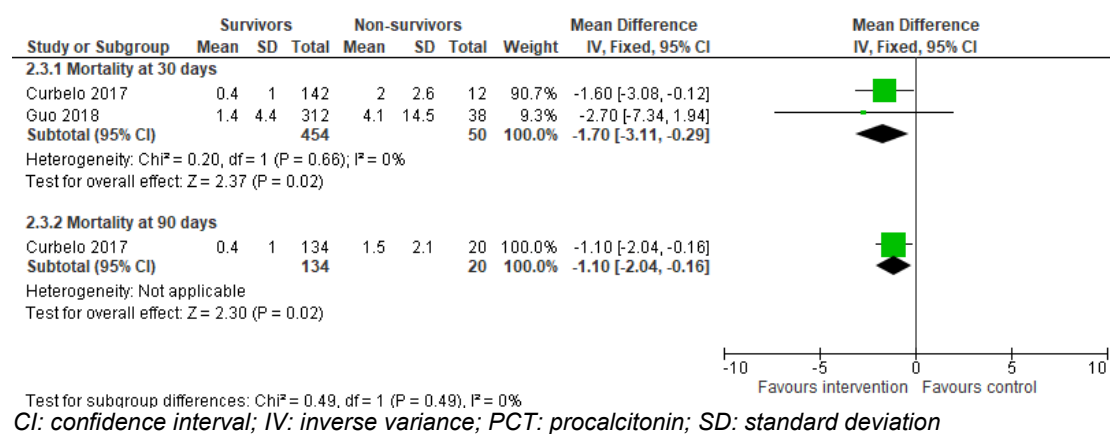 Survivors Non-survivors Mean Difference Mean Difference
Study or Subgroup Mean SD Total Mean SD Total Weight IV, Fixed, 95% CI IV, Fixed, 95% CI
2.3.1 Mortality at 30 days
Curbelo 2017 0.4 1 142 2 2.6 12 90.7% -1.60 [-3.08, -0.12]
Guo 2018 1.4 4.4 312 4.1 14.5 38 9.3% -2.70 [-7.34, 1.94]
Subtotal (95% CI) 454 50 100.0% -1.70 [-3.11, -0.29]
Heterogeneity: Chi² = 0.20, df = 1 (P = 0.66); I² = 0%
Test for overall effect: Z = 2.37 (P = 0.02)
2.3.2 Mortality at 90 days
Curbelo 2017 0.4 1 134 1.5 2.1 20 100.0% -1.10 [-2.04, -0.16]
Subtotal (95% CI) 134 20 100.0% -1.10 [-2.04, -0.16]
Heterogeneity: Not applicable
Test for overall effect: Z = 2.30 (P = 0.02)
-10 -5 0 5 10
Favours intervention Favours control
Test for subgroup differences: Chi² = 0.49, df = 1 (P = 0.49), I² = 0%
CI: confidence interval; IV: inverse variance; PCT: procalcitonin; SD: standard deviation